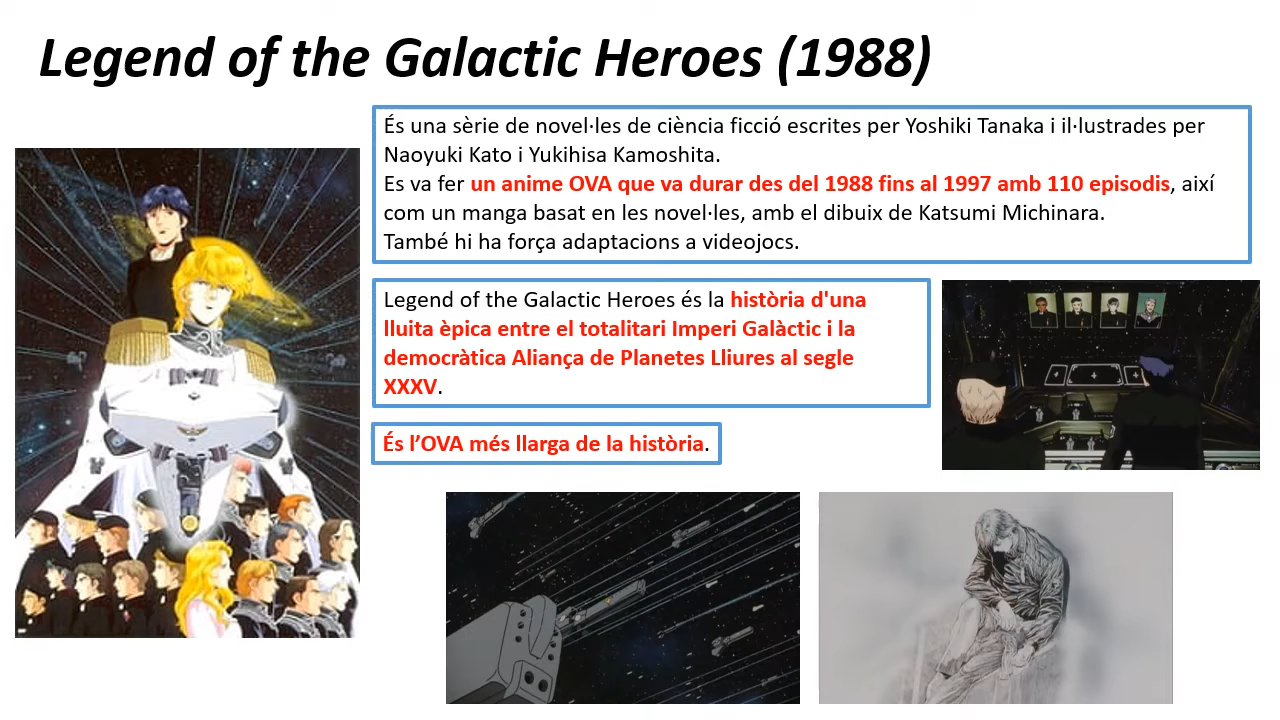 Legend of the Galactic Heroes (1988)
És una sèrie de novel·les de ciència ficció escrites per Yoshiki Tanaka i il·lustrades per
Naoyuki Kato i Yukihisa Kamoshita.
Es va fer un anime OVA que va durar des del 1988 fins al 1997 amb 110 episodis, així
com un manga basat en les novel·les, amb el dibuix de Katsumi Michinara.
També hi ha força adaptacions a videojocs.
Legend of the Galactic Heroes és la història d'una
lluita èpica entre el totalitari Imperi Galàctic i la
democràtica Aliança de Planetes Lliures al segle
XXXV.
És l’OVA més llarga de la història.